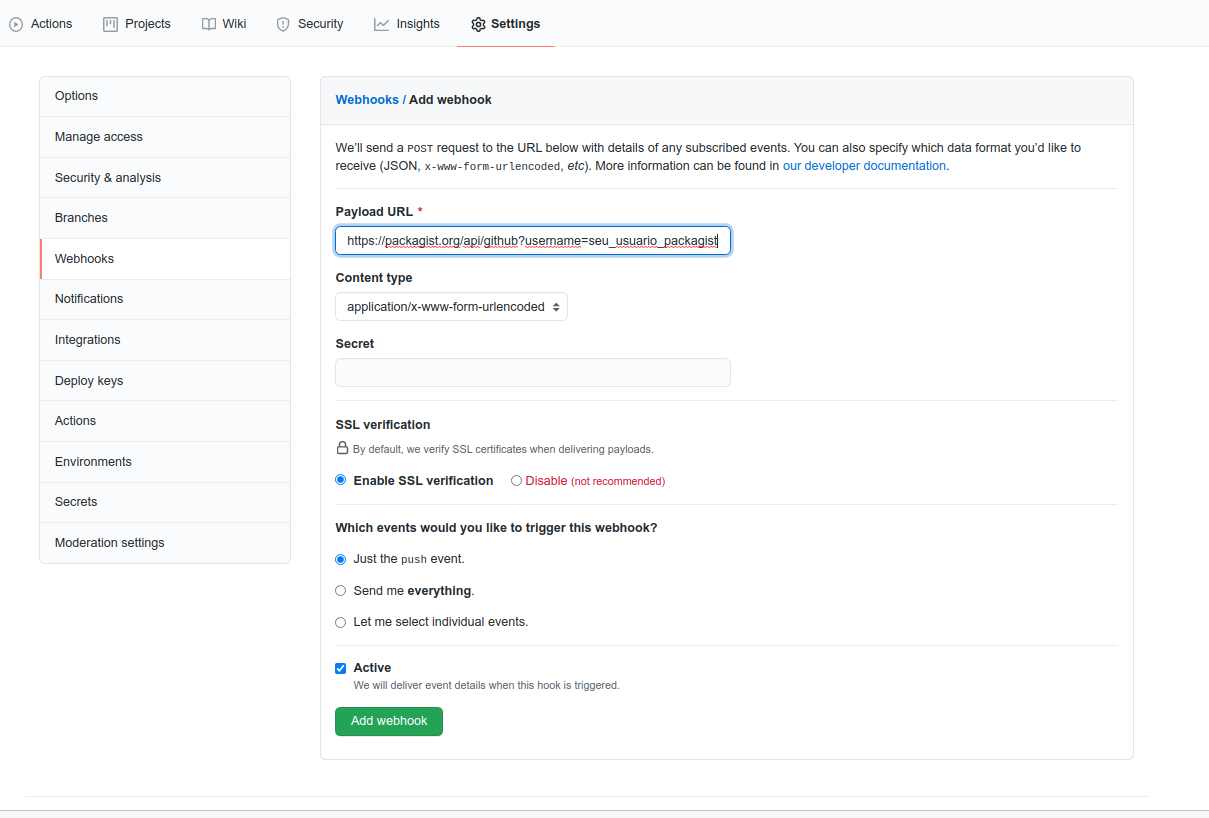 Actions Projects Wiki Security Insights Settings
Options
Manage access
Security & analysis
Branches
Webhooks
Notifications
Integrations
Deploy keys
Actions
Environments
Secrets
Moderation settings
Webhooks / Add webhook
We'll send a POST request to the URL below with details of any subscribed events. You can also specify which data format you'd like to
receive (JSON, x-www-form-urlencoded, etc). More information can be found in our developer documentation.
Payload URL *
https://packagist.org/api/github?username=seu_usuario_packagist
Content type
application/x-www-form-urlencoded
Secret
SSL verification
By default, we verify SSL certificates when delivering payloads.
Enable SSL verification Disable (not recommended)
Which events would you like to trigger this webhook?
Just the push event.
Send me everything.
Let me select individual events.
Active
We will deliver event details when this hook is triggered.
Add webhook